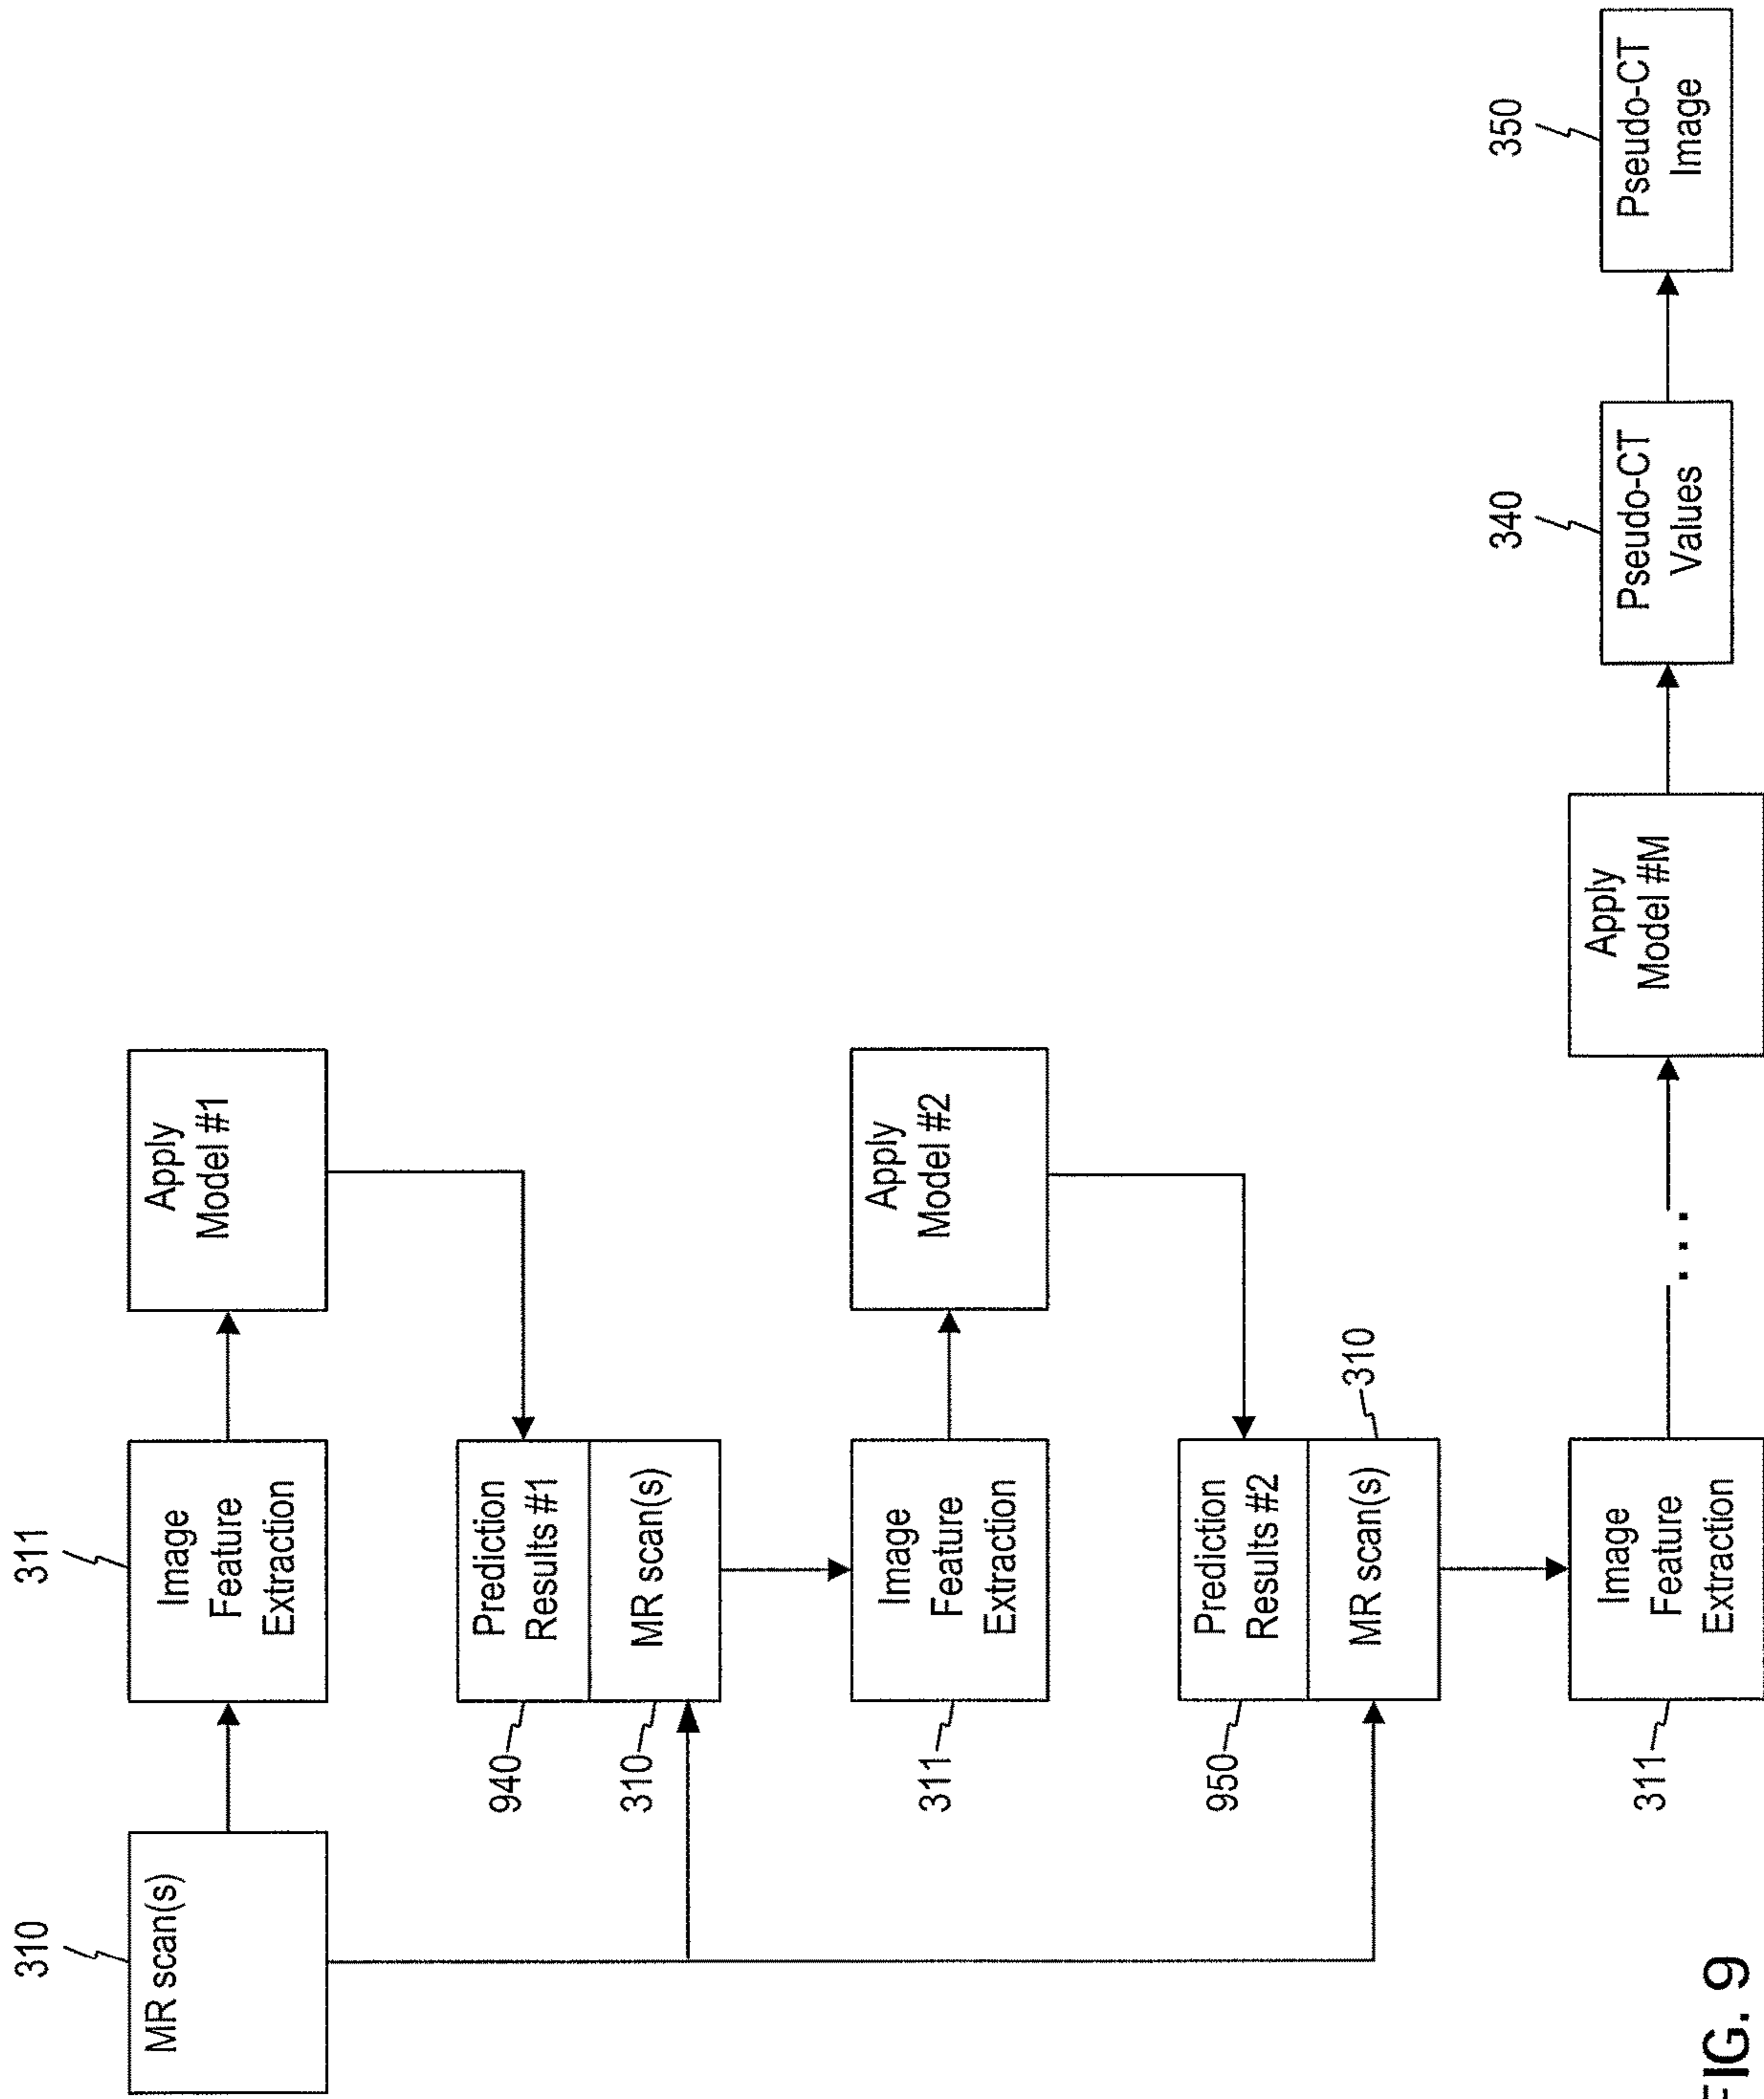 310
311
MR scan(s)
Image
Feature
Extraction
Apply
Model #1
940
Prediction
Results #1
310
MR scan(s)
311
Image
Feature
Extraction
Apply
Model #2
950
Prediction
Results #2
MR scan(s)
310
311
Image
Feature
Extraction
...
Apply
Model #M
340
Pseudo-CT
Values
350
Pseudo-CT
Image
FIG. 9